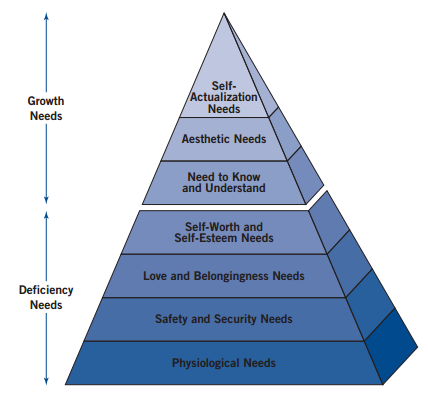 Self-
Actualization
Needs
Growth
Needs
Aesthetic Needs
Need to Know
and Understand
Self-Worth and
Self-Esteem Needs
Love and Belongingness Needs
Deficiency
Needs
Safety and Security Needs
Physiological Needs